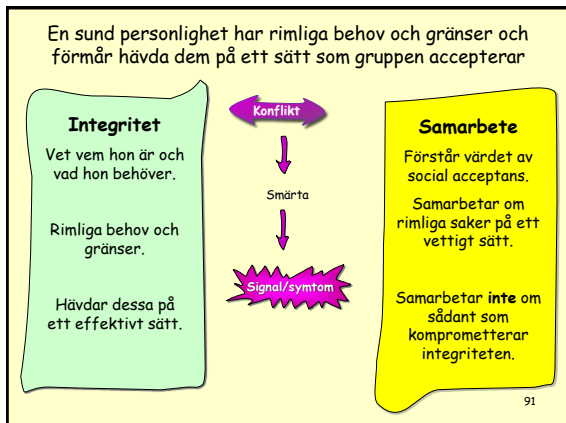 En sund personlighet har rimliga behov och gränser och
förmår hävda dem på ett sätt som gruppen accepterar
Integritet
Vet vem hon är och
vad hon behöver.
Rimliga behov och
gränser.
Hävdar dessa på
ett effektivt sätt.
Konflikt
Smärta
Signal/symtom
Samarbete
Förstår värdet av
social acceptans.
Samarbetar om
rimliga saker på ett
vettigt sätt.
Samarbetar inte om
sådant som
komprometterar
integriteten.
91